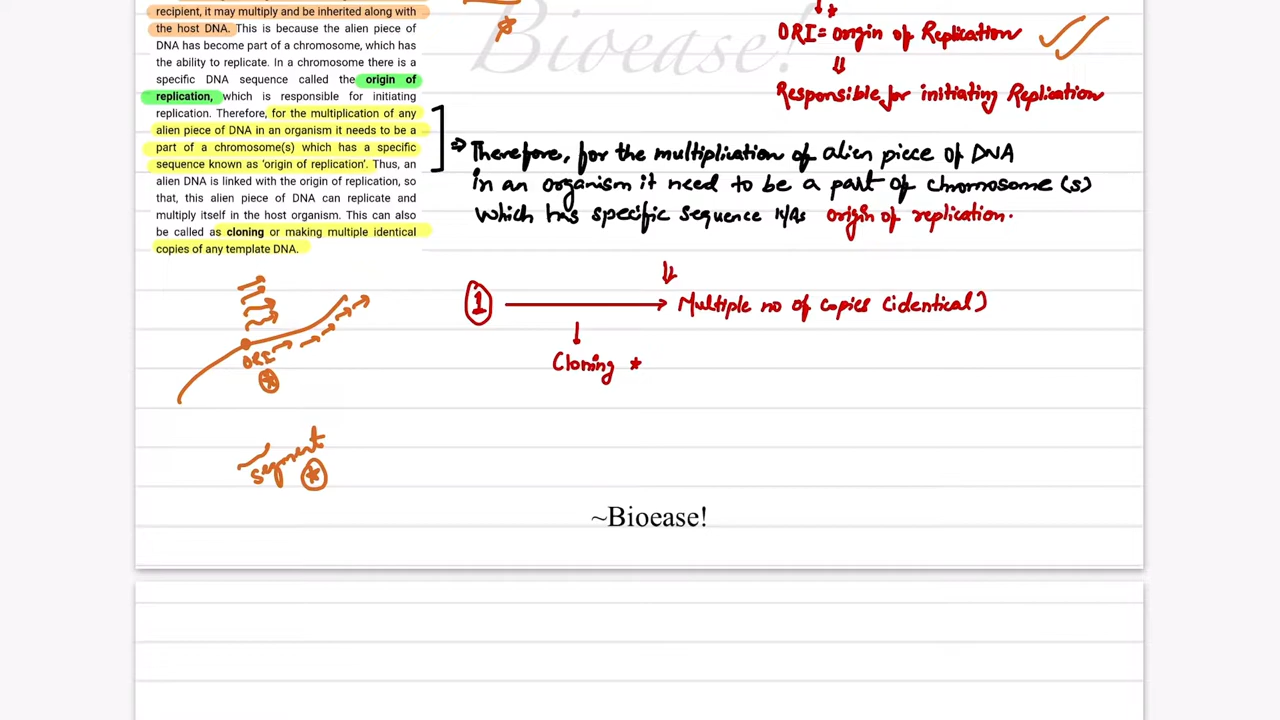 recipient, it may multiply and be inherited along with
the host DNA. This is because the alien piece of
DNA has become part of a chromosome, which has
the ability to replicate. In a chromosome there is a
specific DNA sequence called the origin of
replication, which is responsible for initiating
replication. Therefore, for the multiplication of any
alien piece of DNA in an organism it needs to be a
part of a chromosome(s) which has a specific
sequence known as 'origin of replication'. Thus, an
alien DNA is linked with the origin of replication, so
that, this alien piece of DNA can replicate and
multiply itself in the host organism. This can also
be called as cloning or making multiple identical
copies of any template DNA.
Bioease!
ORI = Origin of Replication
Responsible for initiating Replication
Therefore, for the multiplication of alien piece of DNA
in an organism it need to be a part of chromosome (s)
which has specific sequence K/As origin of replication.
1 Multiple no of copies (identical)
Cloning *
ORI
segment
~Bioease!